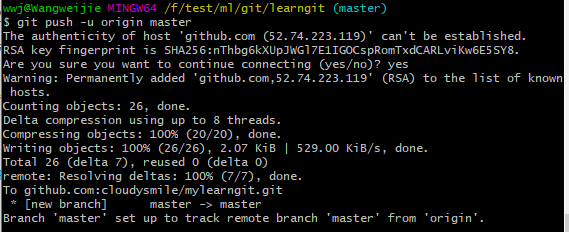 wwj@Wangweijie MINGW64 /f/test/ml/git/learngit (master)
$ git push -u origin master
The authenticity of host 'github.com (52.74.223.119)' can't be established.
RSA key fingerprint is SHA256:nThbg6kXUpJWGl7E1IGOCspRomTxdCARLviKw6E5SY8.
Are you sure you want to continue connecting (yes/no)? yes
Warning: Permanently added 'github.com,52.74.223.119' (RSA) to the list of known
hosts.
Counting objects: 26, done.
Delta compression using up to 8 threads.
Compressing objects: 100% (20/20), done.
Writing objects: 100% (26/26), 2.07 KiB | 529.00 KiB/s, done.
Total 26 (delta 7), reused 0 (delta 0)
remote: Resolving deltas: 100% (7/7), done.
To github.com:cloudysmile/mylearngit.git
 * [new branch]      master -> master
Branch 'master' set up to track remote branch 'master' from 'origin'.